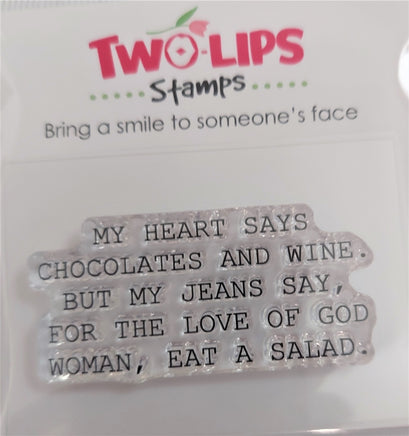 TWO-LIPS
Stamps
Bring a smile to someone's face
MY HEART SAYS
CHOCOLATES AND WINE.
BUT MY JEANS SAY,
FOR THE LOVE OF GOD
WOMAN, EAT A SALAD.